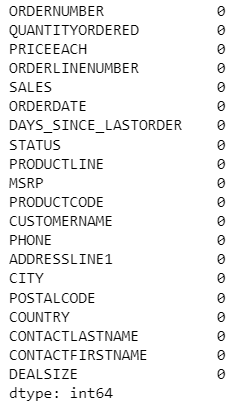 ORDERNUMBER 0
QUANTITYORDERED 0
PRICEEACH 0
ORDERLINENUMBER 0
SALES 0
ORDERDATE 0
DAYS_SINCE_LASTORDER 0
STATUS 0
PRODUCTLINE 0
MSRP 0
PRODUCTCODE 0
CUSTOMERNAME 0
PHONE 0
ADDRESSLINE1 0
CITY 0
POSTALCODE 0
COUNTRY 0
CONTACTLASTNAME 0
CONTACTFIRSTNAME 0
DEALSIZE 0
dtype: int64